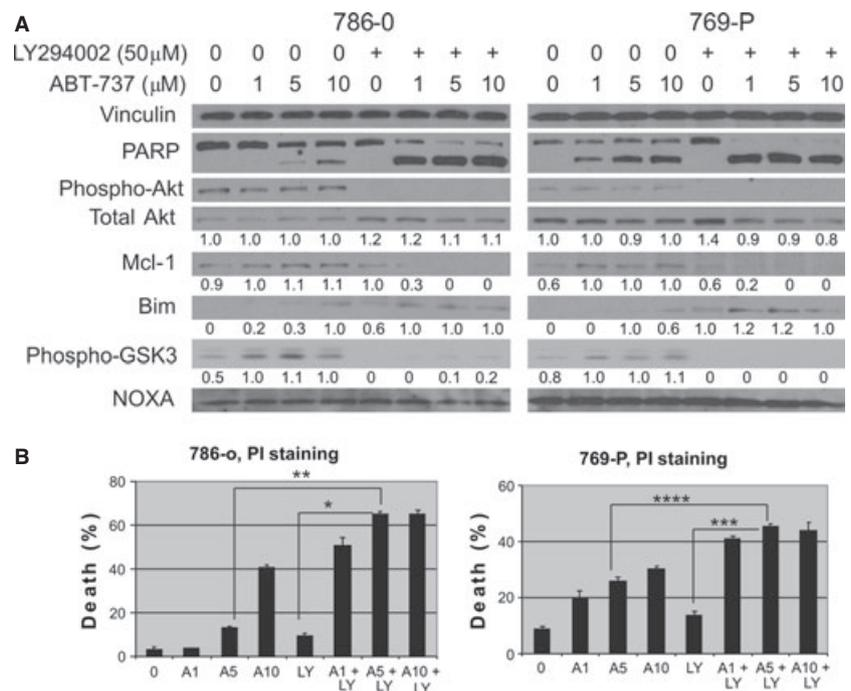 A
786-0 769-P
LY294002 (50µM) 0 0 0 0 + + + + 0 0 0 0 + + + +
ABT-737 (µM) 0 1 5 10 0 1 5 10 0 1 5 10 0 1 5 10
Vinculin
PARP
Phospho-Akt
Total Akt
1.0 1.0 1.0 1.0 1.2 1.2 1.1 1.1 1.0 1.0 0.9 1.0 1.4 0.9 0.9 0.8
Mcl-1
0.9 1.0 1.1 1.1 1.0 0.3 0 0 0.6 1.0 1.0 1.0 0.6 0.2 0 0
Bim
0 0.2 0.3 1.0 0.6 1.0 1.0 1.0 0 0 1.0 0.6 1.0 1.2 1.2 1.0
Phospho-GSK3
0.5 1.0 1.1 1.0 0 0 0.1 0.2 0.8 1.0 1.0 1.1 0 0 0 0
NOXA
B
786-o, PI staining
Death (%)
80
60
40
20
0
**
*
0 A1 A5 A10 LY A1 + LY A5 + LY A10 + LY
769-P, PI staining
Death (%)
60
40
20
0
****
***
0 A1 A5 A10 LY A1 + LY A5 + LY A10 + LY